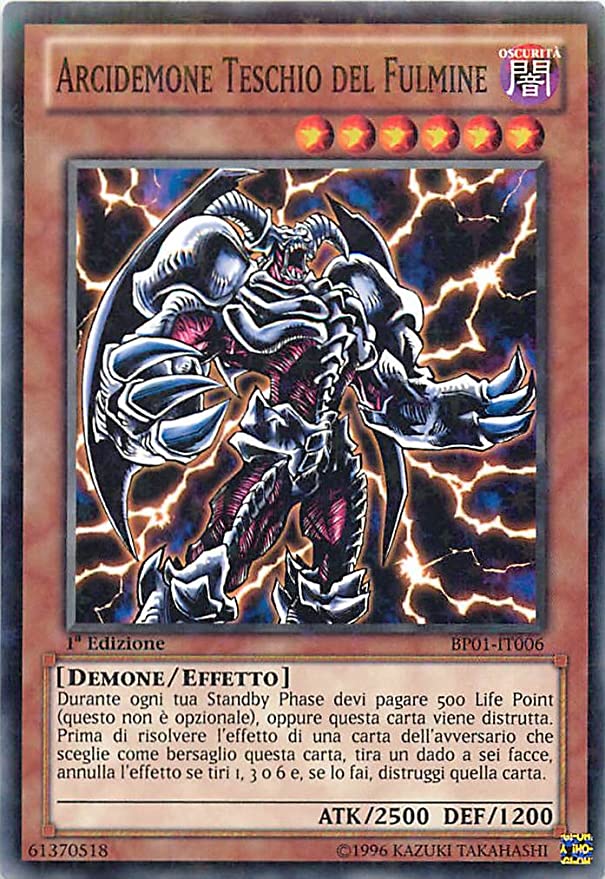 ARCIDEMONE TESCHIO DEL FULMINE
OSCURITÀ
闇
1ª Edizione
BP01-IT006
[DEMONE/EFFETTO]
Durante ogni tua Standby Phase devi pagare 500 Life Point
(questo non è opzionale), oppure questa carta viene distrutta.
Prima di risolvere l'effetto di una carta dell'avversario che
sceglie come bersaglio questa carta, tira un dado a sei facce,
annulla l'effetto se tiri 1, 3 o 6 e, se lo fai, distruggi quella carta.
ATK/2500 DEF/1200
61370518
©1996 KAZUKI TAKAHASHI